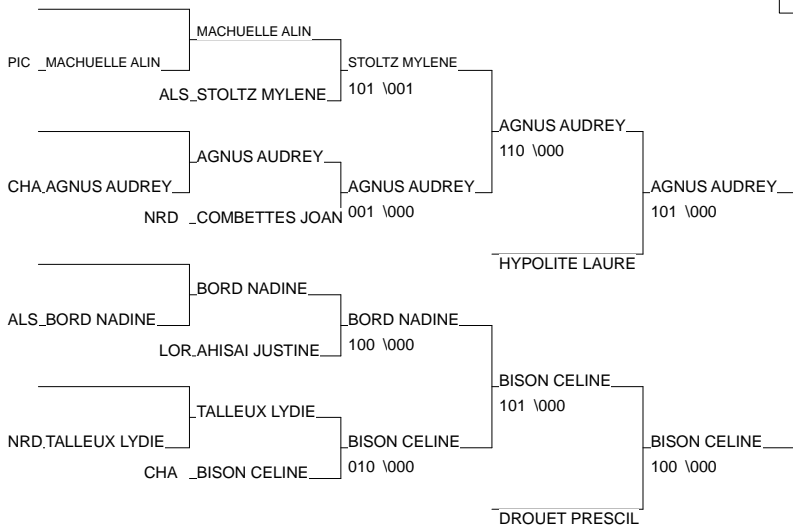 MACHUELLE ALIN
PIC MACHUELLE ALIN
STOLTZ MYLENE
101 \001
ALS STOLTZ MYLENE
AGNUS AUDREY
110 \000
AGNUS AUDREY
CHA AGNUS AUDREY
AGNUS AUDREY
001 \000
AGNUS AUDREY
101 \000
NRD COMBETTES JOAN
HYPOLITE LAURE
BORD NADINE
ALS BORD NADINE
BORD NADINE
100 \000
LOR AHISAI JUSTINE
BISON CELINE
101 \000
TALLEUX LYDIE
NRD TALLEUX LYDIE
BISON CELINE
010 \000
BISON CELINE
100 \000
CHA BISON CELINE
DROUET PRESCIL